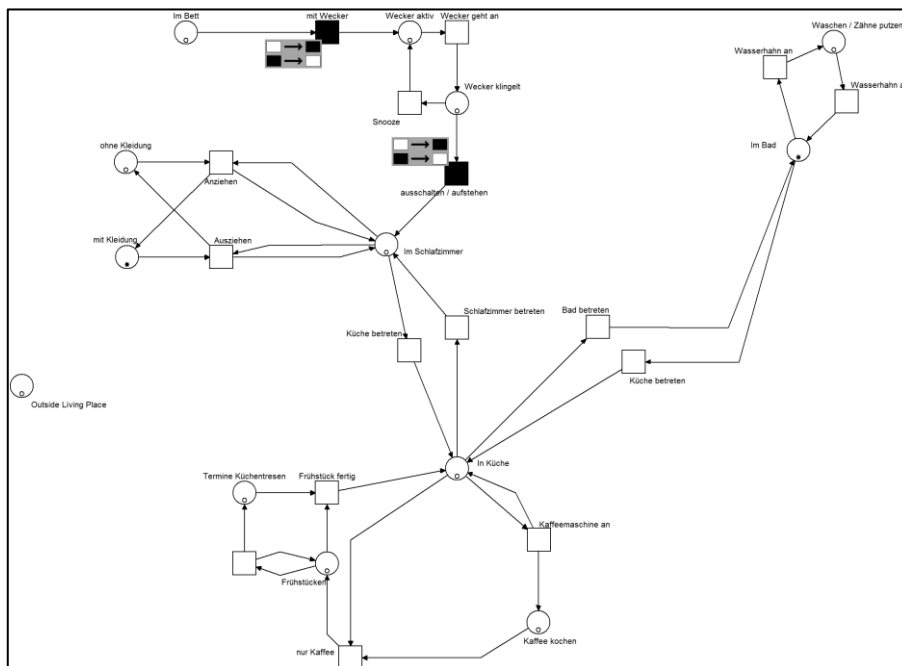 Im Bett
mit Wecker
Wecker aktiv
Wecker geht an
Waschen / Zähne putzen
Wasserhahn an
Wasserhahn a
Wecker klingelt
Snooze
ohne Kleidung
Im Bad
Anziehen
ausschalten / aufstehen
mit Kleidung
Ausziehen
Im Schlafzimmer
Schlafzimmer betreten
Bad betreten
Küche betreten
Küche betreten
Outside Living Place
In Küche
Termine Küchentresen
Frühstück fertig
Kaffeemaschine an
Frühstücken
Kaffee kochen
nur Kaffee